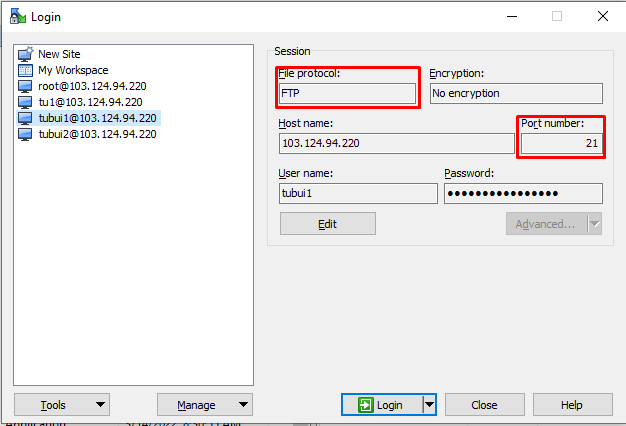 Login
New Site
My Workspace
root@103.124.94.220
tu1@103.124.94.220
tubui1@103.124.94.220
tubui2@103.124.94.220
Session
File protocol:
Encryption:
FTP
No encryption
Host name:
Port number:
103.124.94.220
21
User name:
Password:
tubui1
••••••••••••••••
Edit
Advanced...
Tools
Manage
Login
Close
Help